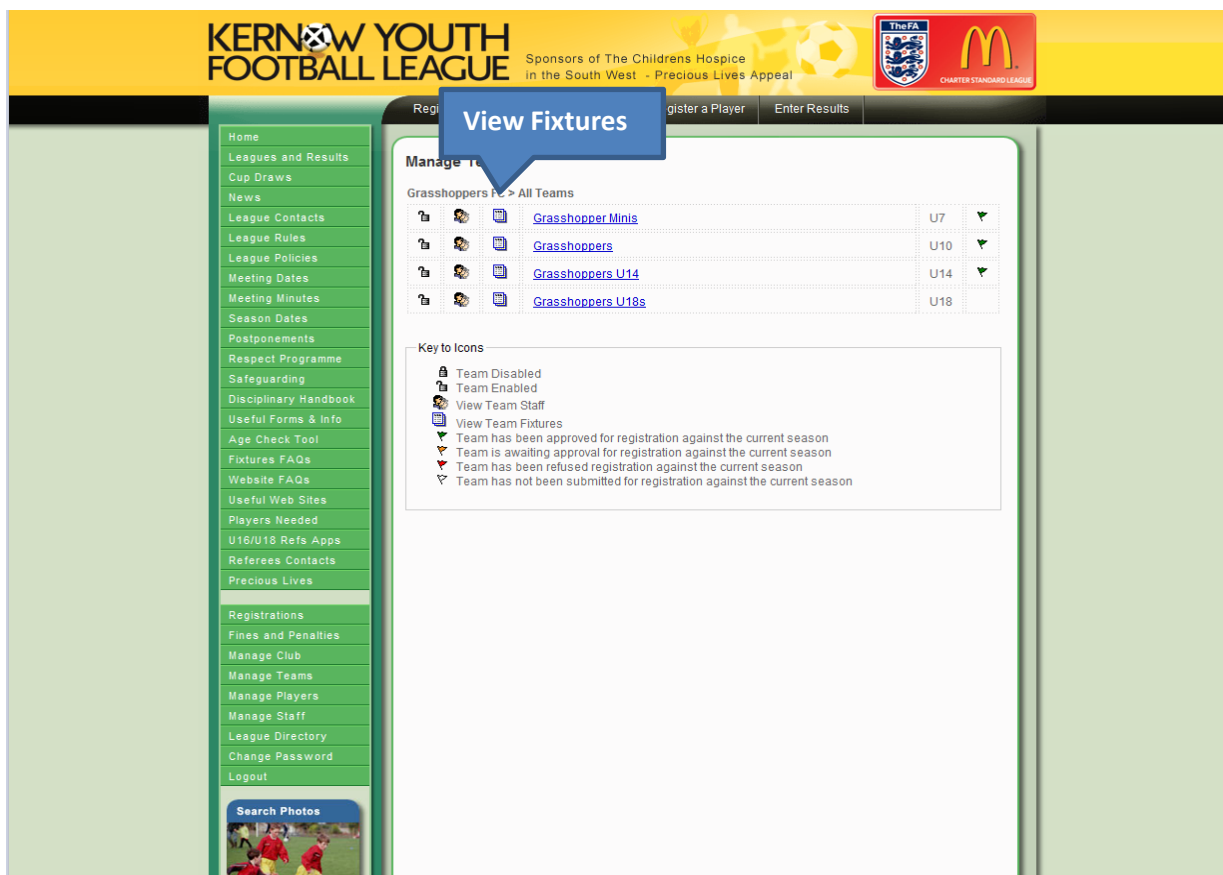 KERNOW YOUTH
FOOTBALL LEAGUE
Sponsors of The Childrens Hospice
in the South West - Precious Lives Appeal
TheFA
CHARTER STANDARD LEAGUE
Enter Results
View Fixtures
Home
Leagues and Results
Cup Draws
News
League Contacts
League Rules
League Policies
Meeting Dates
Meeting Minutes
Season Dates
Postponements
Respect Programme
Safeguarding
Disciplinary Handbook
Useful Forms & Info
Age Check Tool
Fixtures FAQs
Website FAQs
Useful Web Sites
Players Needed
U16/U18 Refs Apps
Referees Contacts
Precious Lives
Registrations
Fines and Penalties
Manage Club
Manage Teams
Manage Players
Manage Staff
League Directory
Change Password
Logout
Search Photos
Regi
gister a Player
Manage Te
Grasshoppers FC > All Teams
Grasshopper Minis U7
Grasshoppers U10
Grasshoppers U14 U14
Grasshoppers U18s U18
Key to Icons
Team Disabled
Team Enabled
View Team Staff
View Team Fixtures
Team has been approved for registration against the current season
Team is awaiting approval for registration against the current season
Team has been refused registration against the current season
Team has not been submitted for registration against the current season